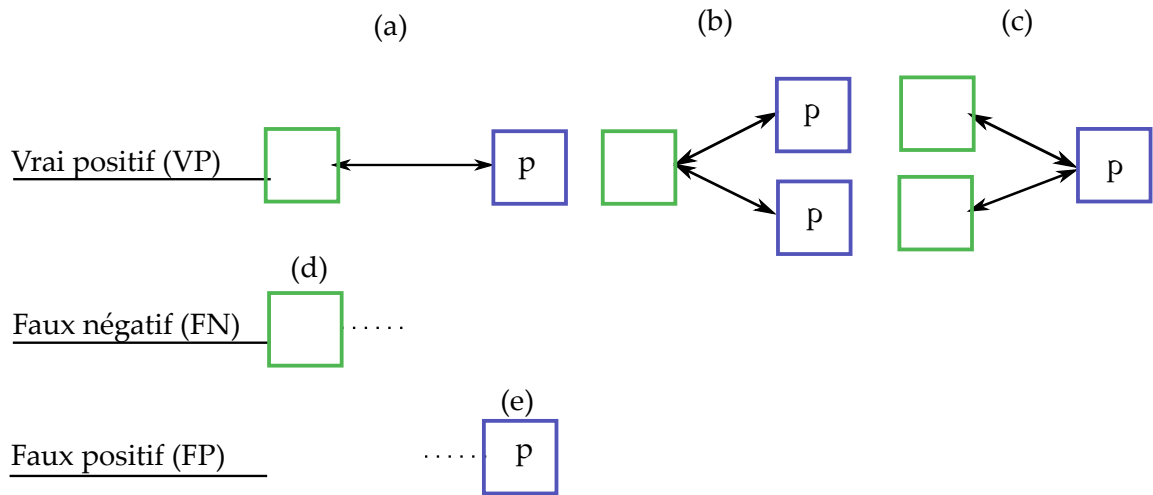 (a)
(b)
(c)
p
p
Vrai positif (VP)
p
p
p
(d)
Faux négatif (FN)
(e)
Faux positif (FP)
p